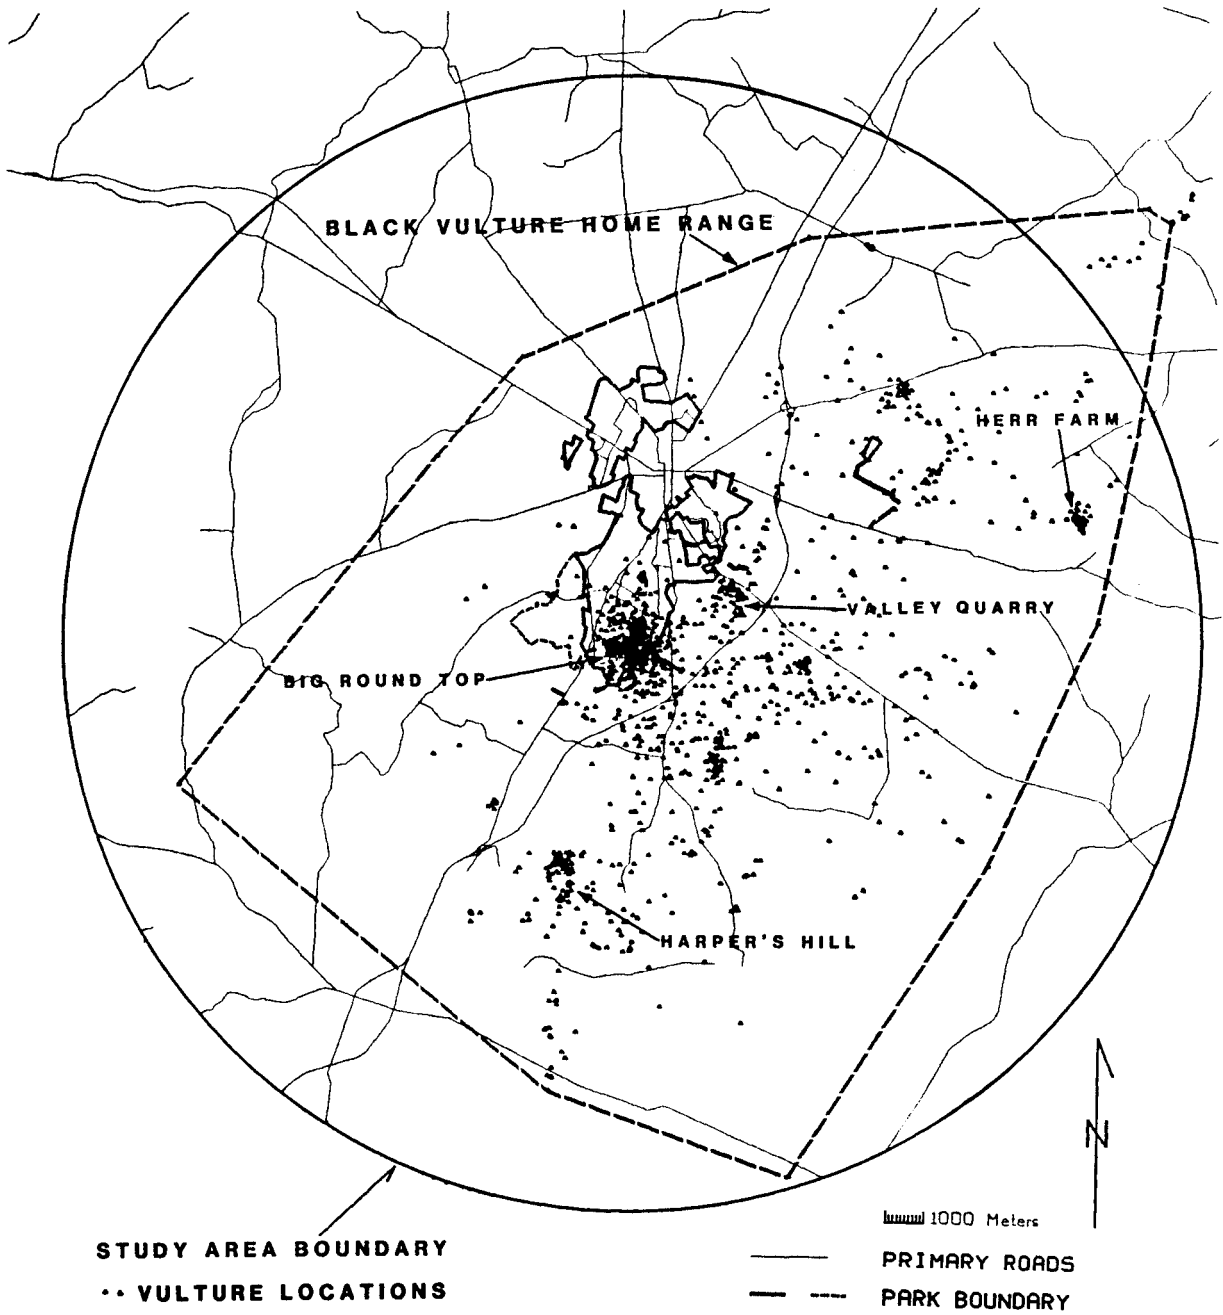 BLACK VULTURE HOME RANGE
HERR FARM
VALLEY QUARRY
BIG ROUND TOP
HARPER'S HILL
N
1000 Meters
STUDY AREA BOUNDARY
PRIMARY ROADS
VULTURE LOCATIONS
PARK BOUNDARY